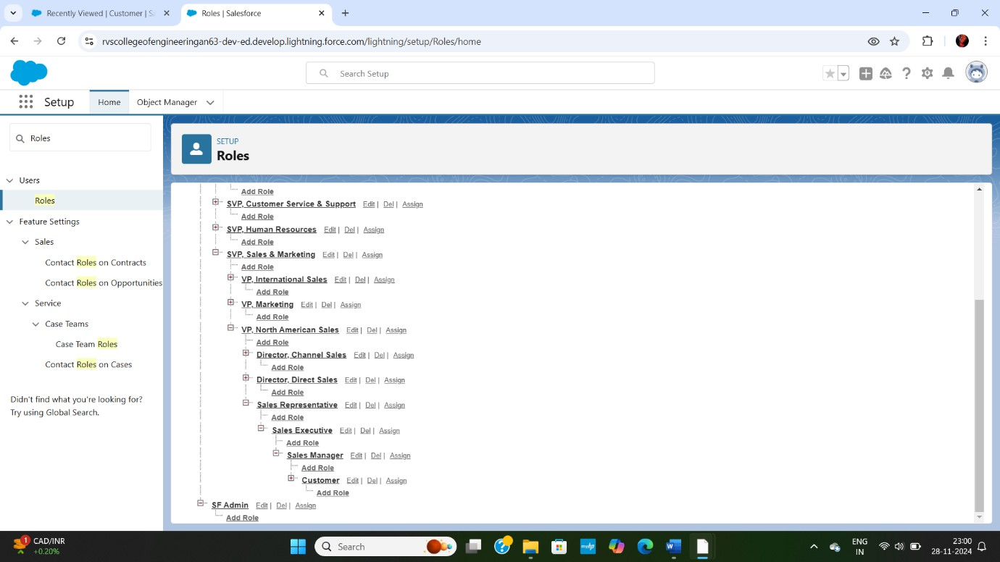 Recently Viewed | Customer | Sa
Roles | Salesforce
rvscollegeofengineeringan63-dev-ed.develop.lightning.force.com/lightning/setup/Roles/home
Search Setup
Setup
Home
Object Manager
Roles
Users
Roles
Feature Settings
Sales
Contact Roles on Contracts
Contact Roles on Opportunities
Service
Case Teams
Case Team Roles
Contact Roles on Cases
Didn't find what you're looking for?
Try using Global Search.
SETUP
Roles
Add Role
SVP, Customer Service & Support Edit | Del | Assign
Add Role
SVP, Human Resources Edit | Del | Assign
Add Role
SVP, Sales & Marketing Edit | Del | Assign
Add Role
VP, International Sales Edit | Del | Assign
Add Role
VP, Marketing Edit | Del | Assign
Add Role
VP, North American Sales Edit | Del | Assign
Add Role
Director, Channel Sales Edit | Del | Assign
Add Role
Director, Direct Sales Edit | Del | Assign
Add Role
Sales Representative Edit | Del | Assign
Add Role
Sales Executive Edit | Del | Assign
Add Role
Sales Manager Edit | Del | Assign
Add Role
Customer Edit | Del | Assign
Add Role
SF Admin Edit | Del | Assign
Add Role
1
CAD/INR
+0.20%
Search
myhp
ENG
IN
23:00
28-11-2024